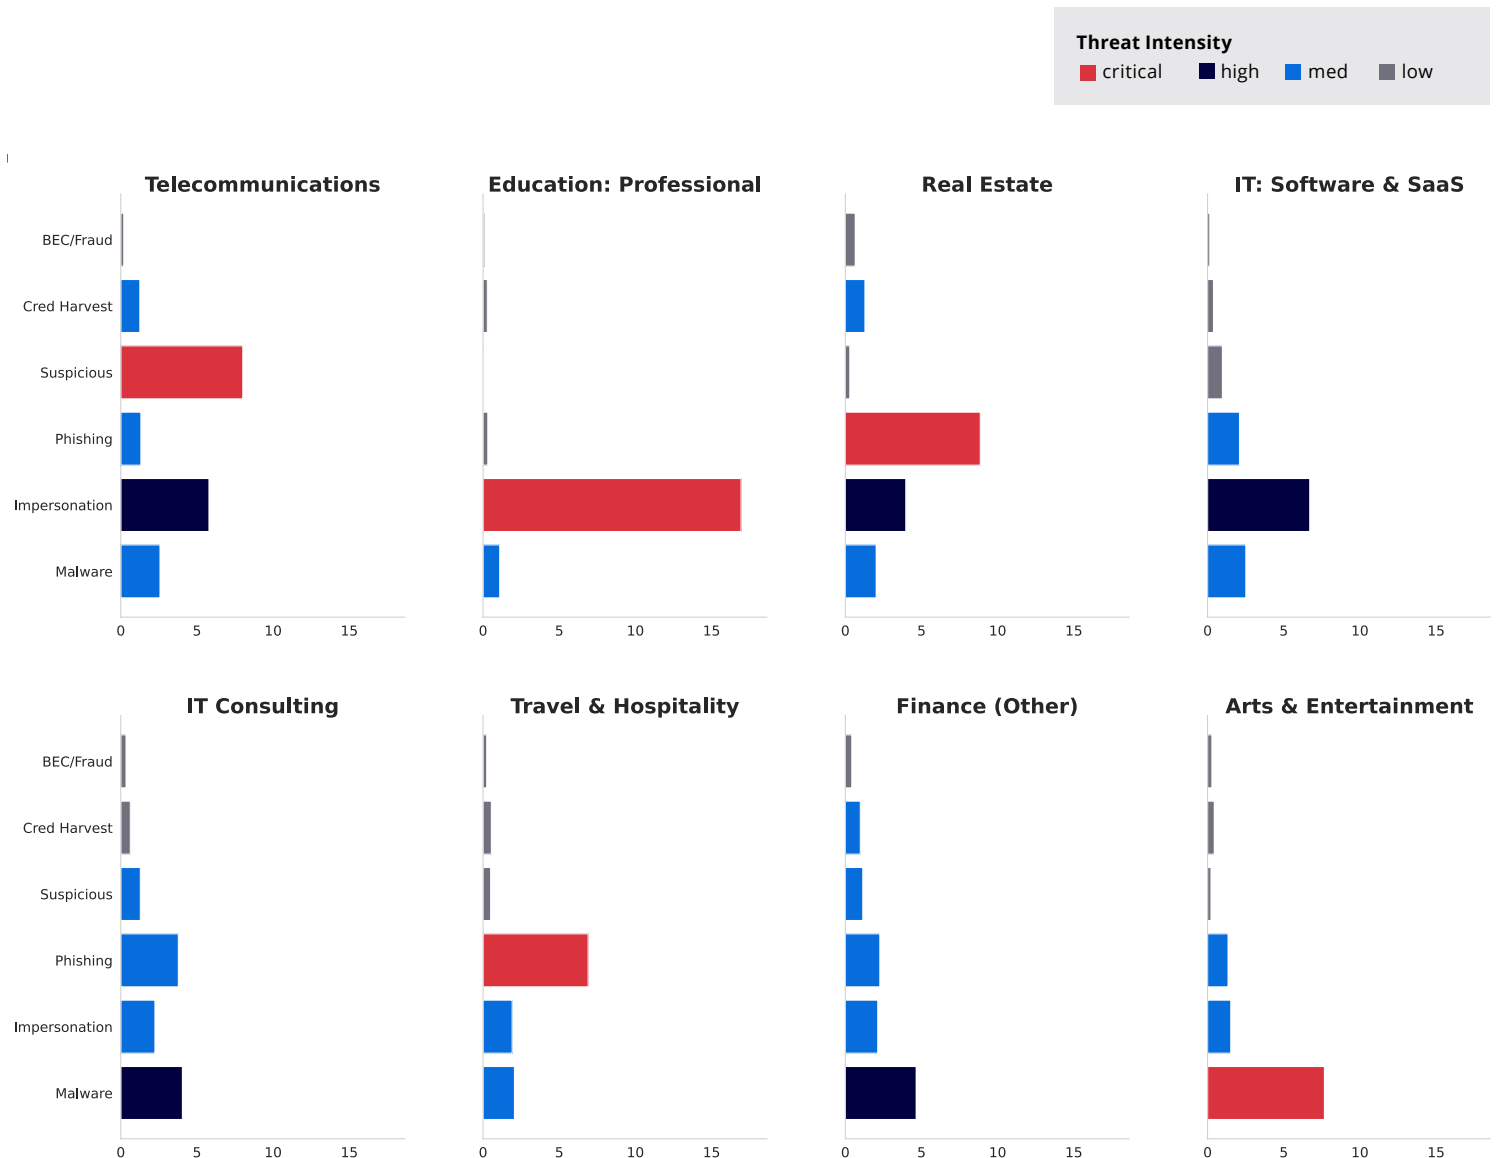 Threat Intensity
critical high med low
Telecommunications Education: Professional Real Estate IT: Software & SaaS
BEC/Fraud
Cred Harvest
Suspicious
Phishing
Impersonation
Malware
0 5 10 15 0 5 10 15 0 5 10 15 0 5 10 15
IT Consulting Travel & Hospitality Finance (Other) Arts & Entertainment
BEC/Fraud
Cred Harvest
Suspicious
Phishing
Impersonation
Malware
0 5 10 15 0 5 10 15 0 5 10 15 0 5 10 15